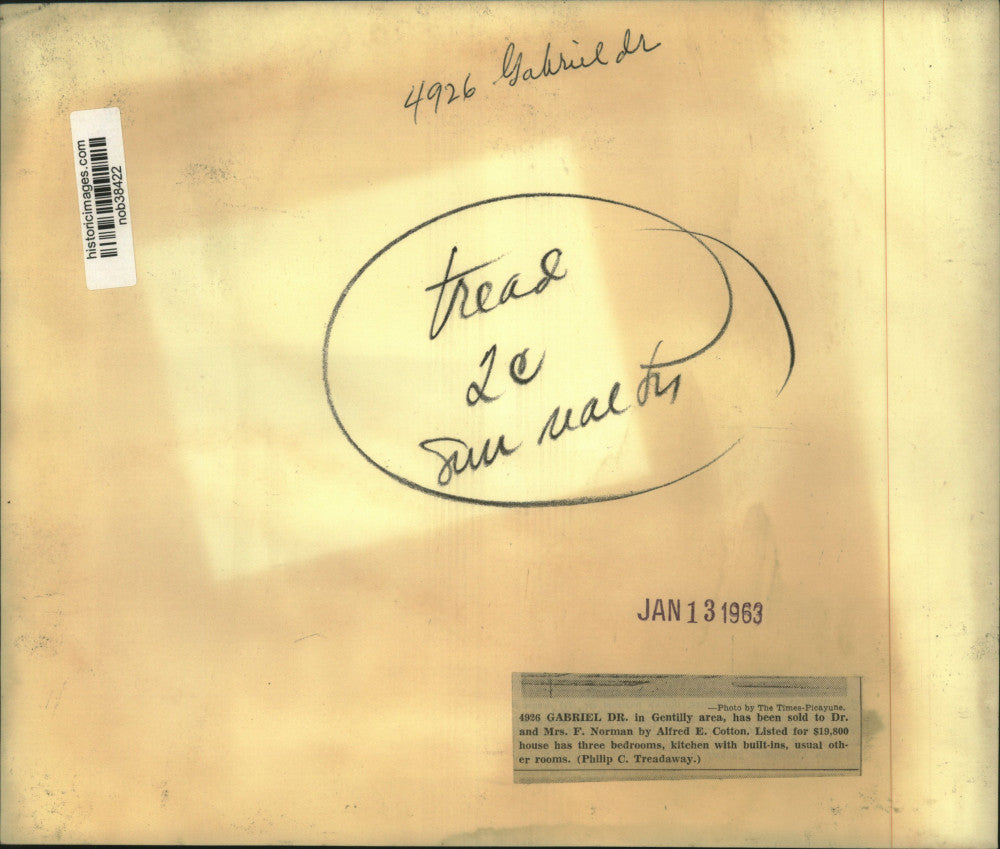 4926 Gabriel dr
historicimages.com
nob38422
tread
2c
sun real
JAN 13 1963
—Photo by The Times-Picayune.
4926 GABRIEL DR. in Gentilly area, has been sold to Dr.
and Mrs. F. Norman by Alfred E. Cotton. Listed for $19,800
house has three bedrooms, kitchen with built-ins, usual oth-
er rooms. (Philip C. Treadaway.)